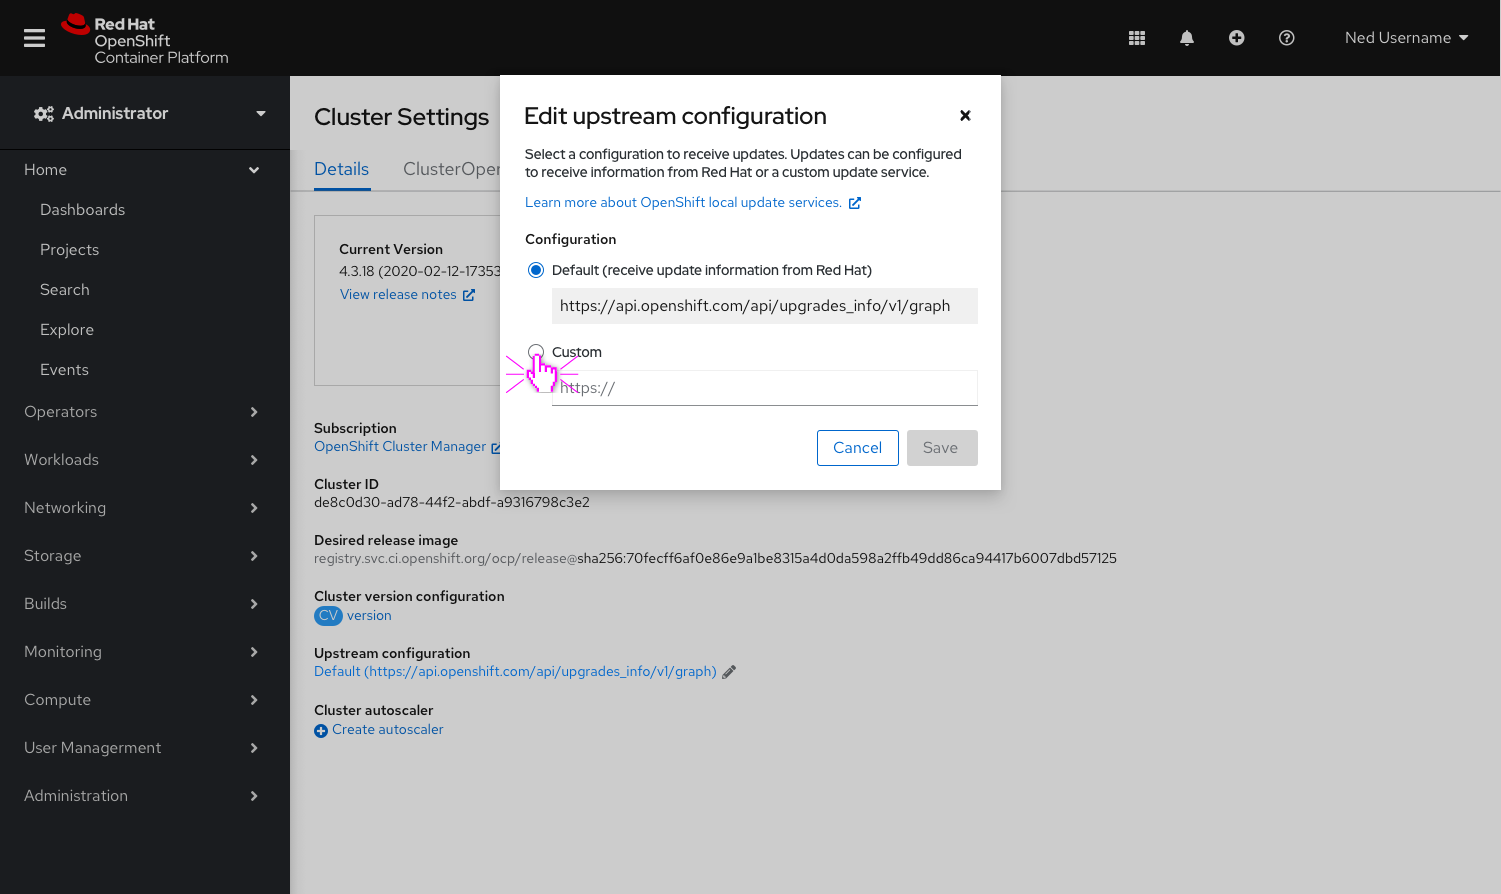 Red Hat
OpenShift
Container Platform
Ned Username
Administrator
Home
Dashboards
Projects
Search
Explore
Events
Operators
Workloads
Networking
Storage
Builds
Monitoring
Compute
User Managerment
Administration
Cluster Settings
Details
ClusterOper
Current Version
4.3.18 (2020-02-12-17353
View release notes
Subscription
OpenShift Cluster Manager
Cluster ID
de8c0d30-ad78-44f2-abdf-a9316798c3e2
Desired release image
registry.svc.ci.openshift.org/ocp/release@sha256:70fecff6af0e86e9a1be8315a4d0da598a2ffb49dd86ca94417b6007dbd57125
Cluster version configuration
CV version
Upstream configuration
Default (https://api.openshift.com/api/upgrades_info/v1/graph)
Cluster autoscaler
Create autoscaler
Edit upstream configuration
Select a configuration to receive updates. Updates can be configured
to receive information from Red Hat or a custom update service.
Learn more about OpenShift local update services.
Configuration
Default (receive update information from Red Hat)
https://api.openshift.com/api/upgrades_info/v1/graph
Custom
https://
Cancel
Save